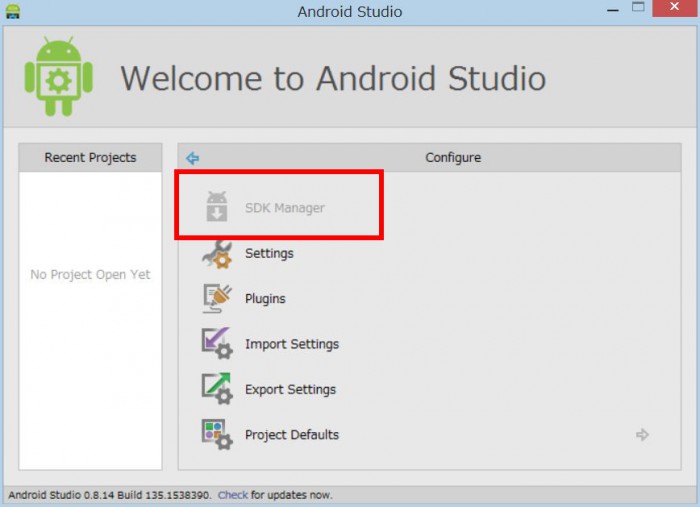 Android Studio
Welcome to Android Studio
Recent Projects
No Project Open Yet
Configure
SDK Manager
Settings
Plugins
Import Settings
Export Settings
Project Defaults
Android Studio 0.8.14 Build 135.1538390. Check for updates now.